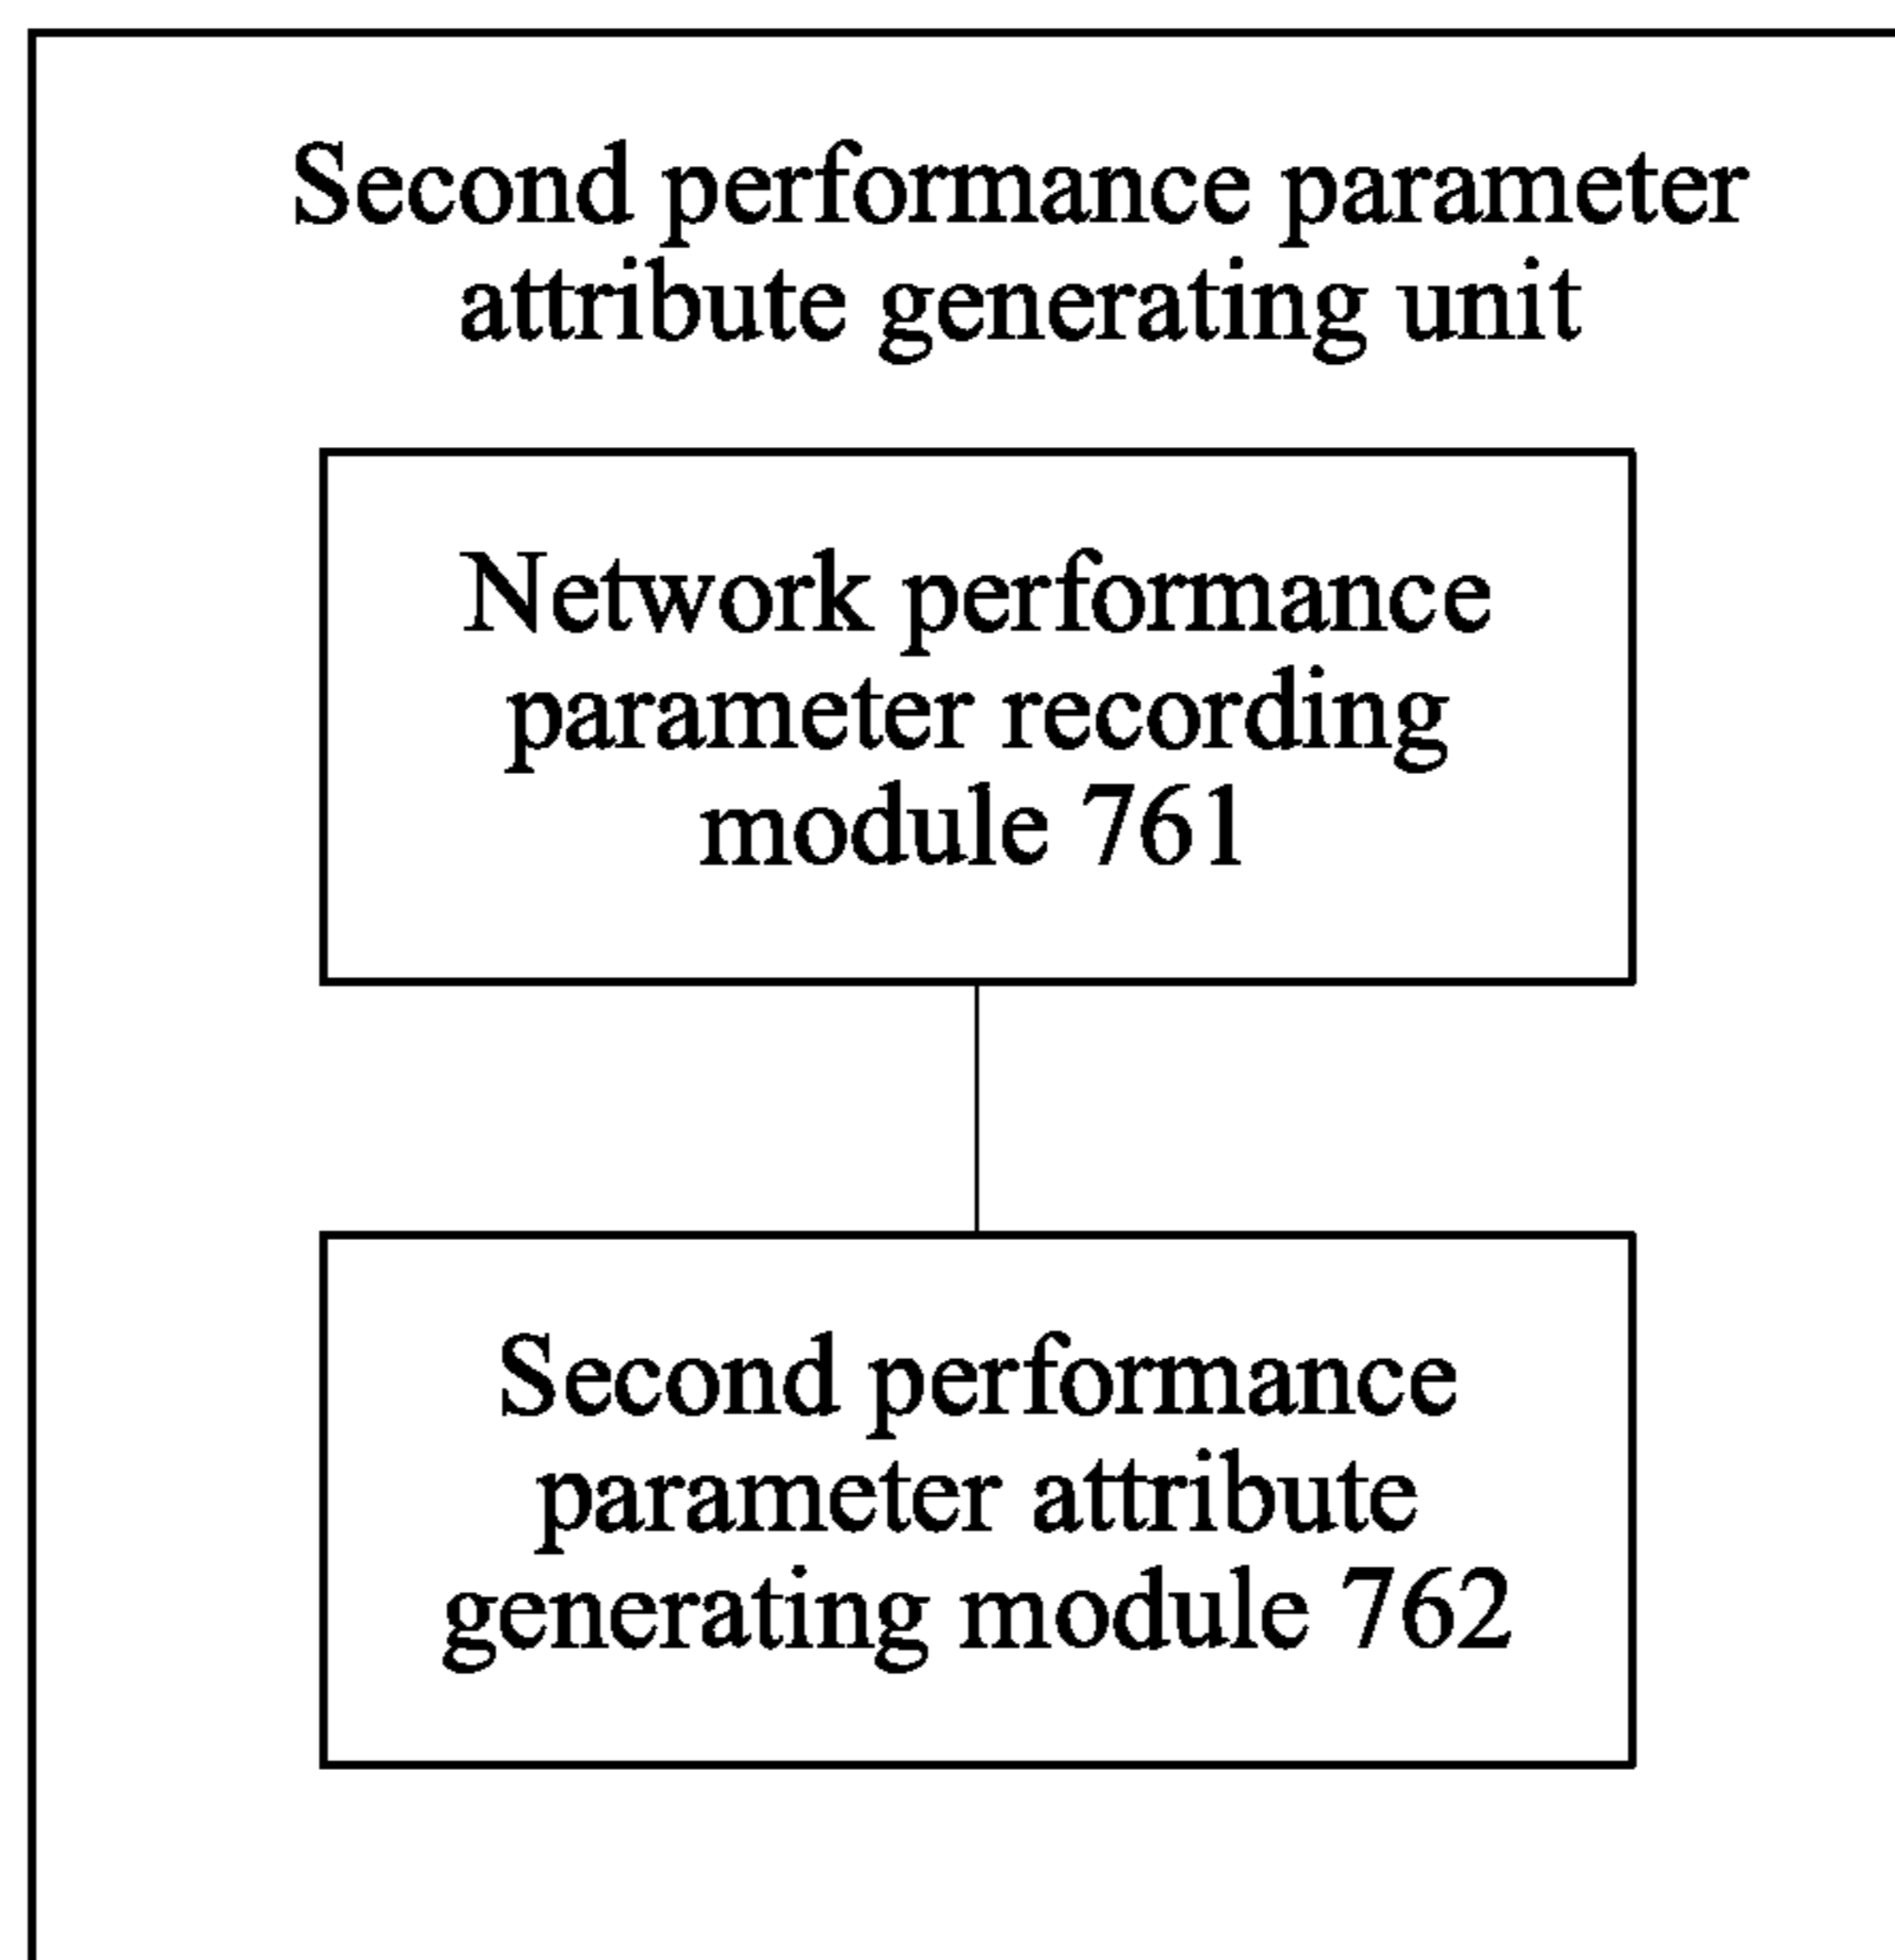 Second performance parameter
attribute generating unit
Network performance
parameter recording
module 761
Second performance
parameter attribute
generating module 762